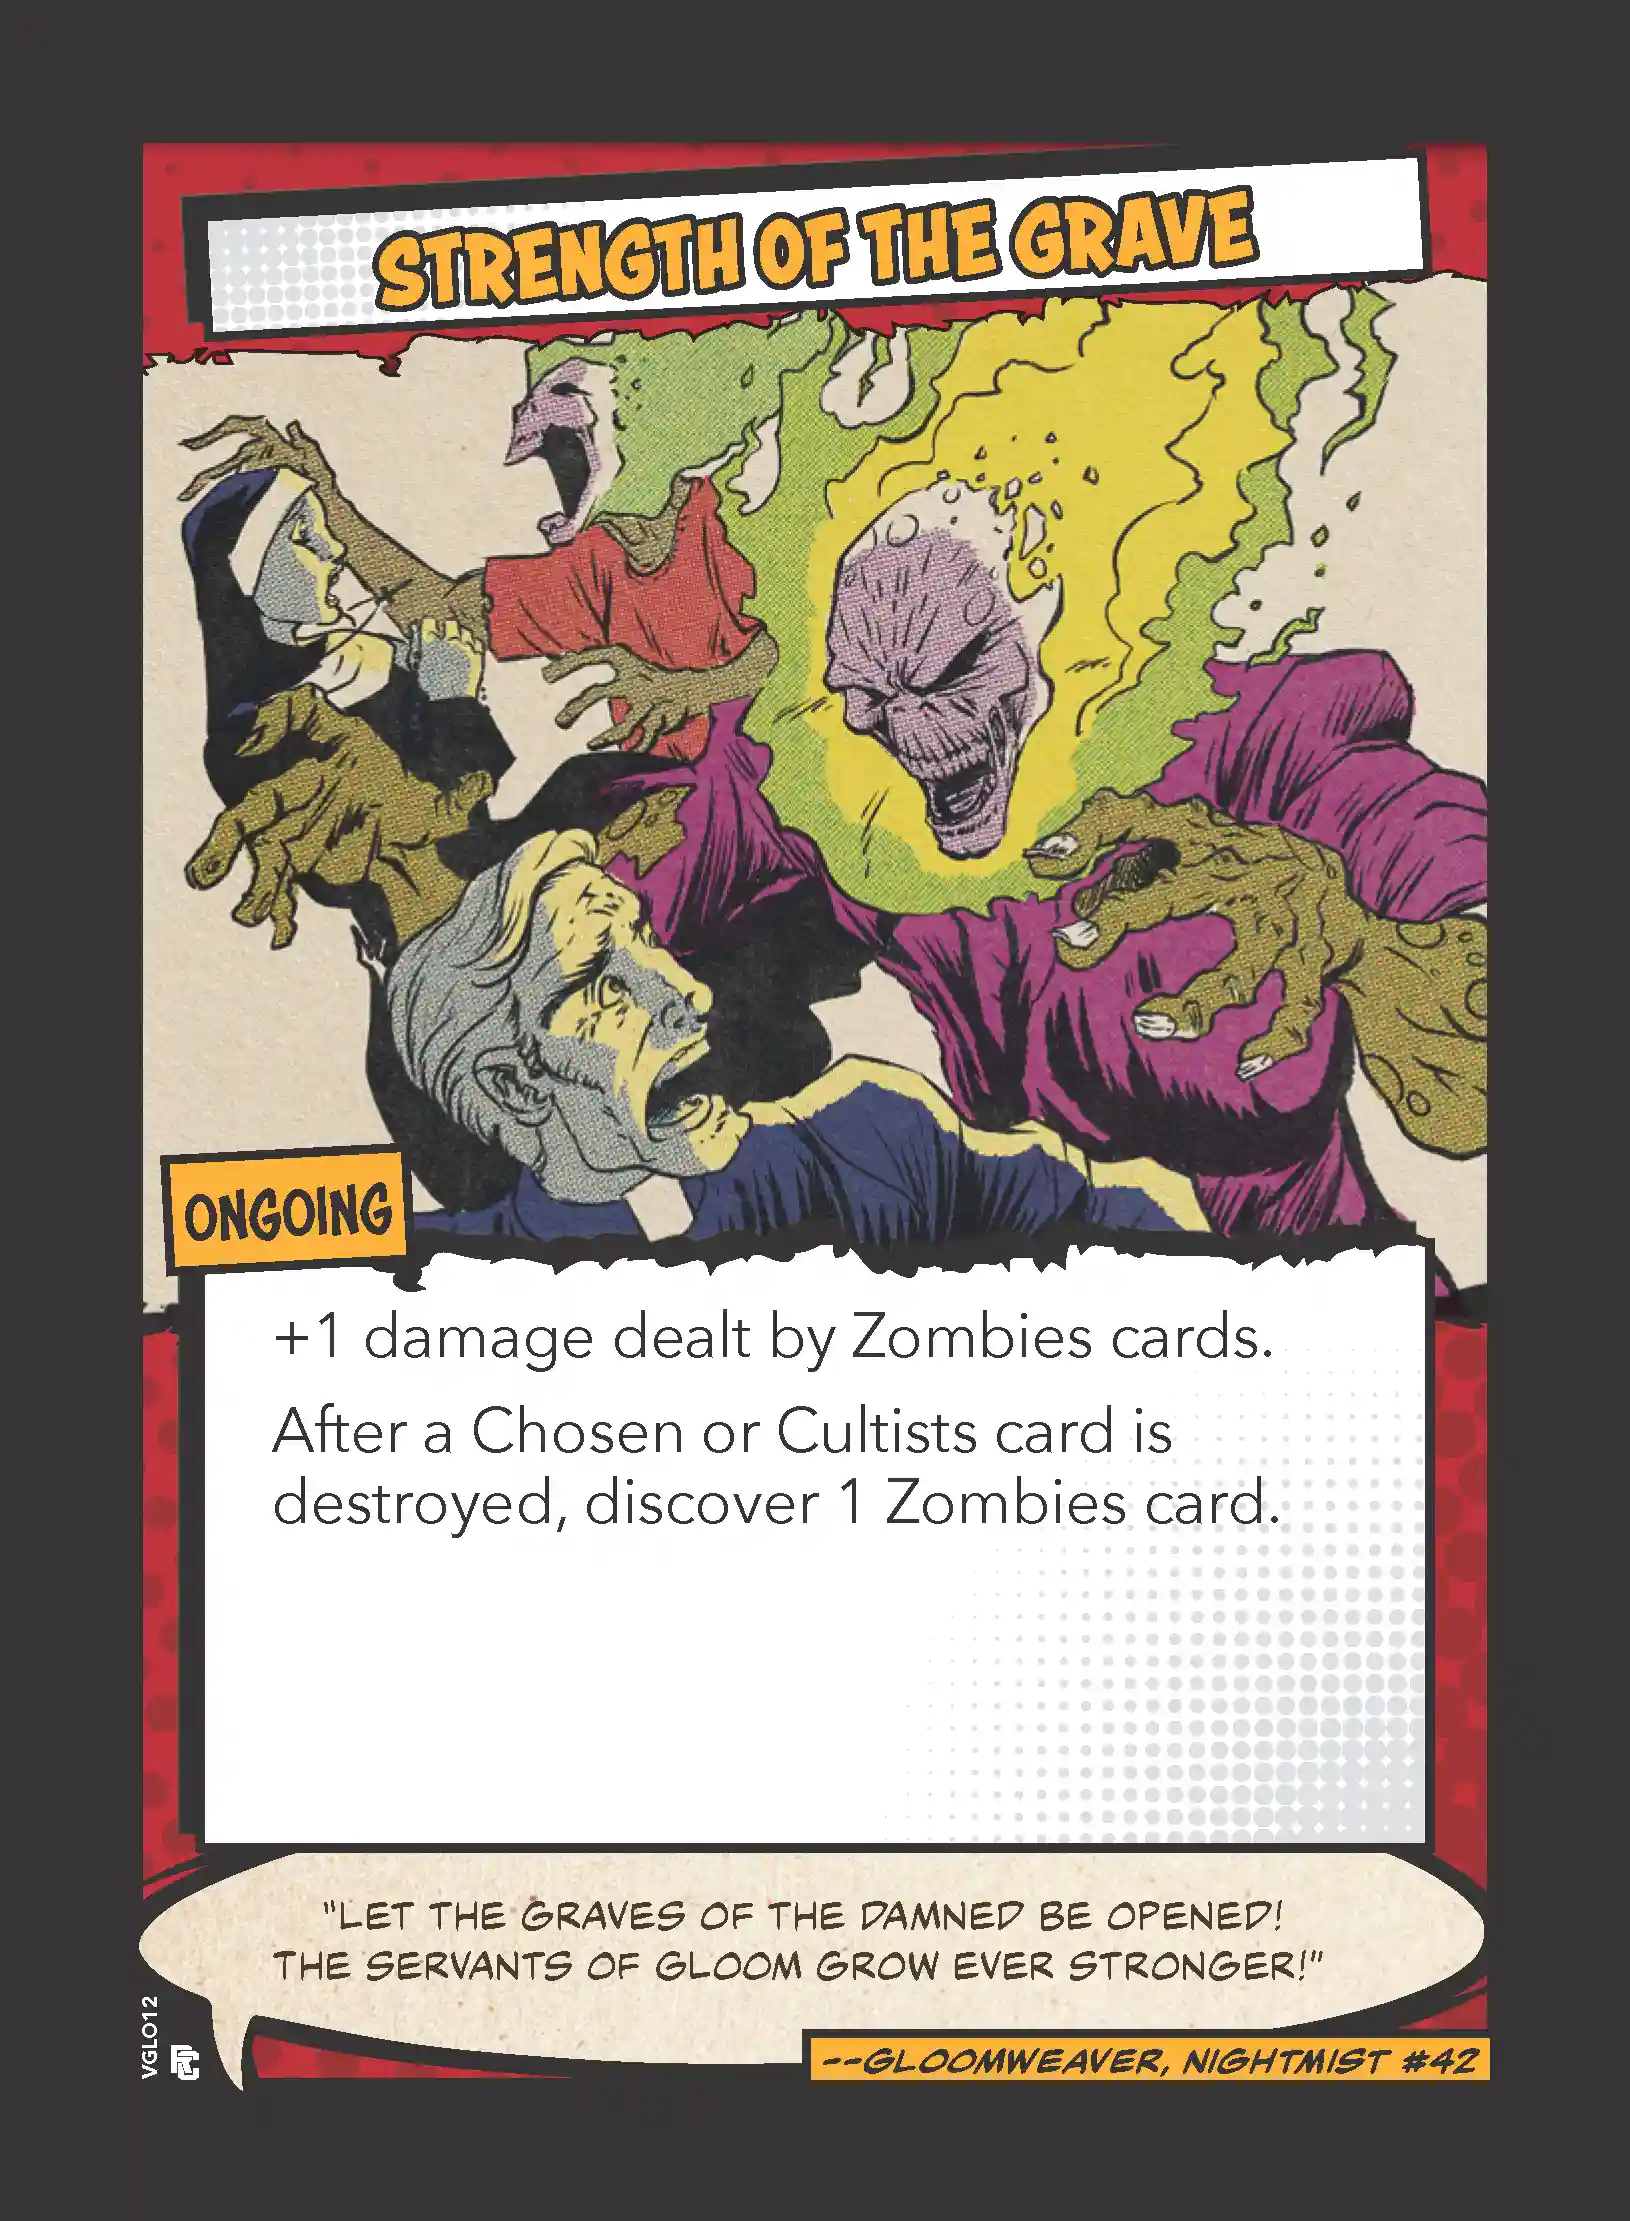 STRENGTH OF THE GRAVE
ONGOING
+1 damage dealt by Zombies cards.
After a Chosen or Cultists card is
destroyed, discover 1 Zombies card.
"LET THE GRAVES OF THE DAMNED BE OPENED!
THE SERVANTS OF GLOOM GROW EVER STRONGER!"
--GLOOMWEAVER, NIGHTMIST #42
VGLO12